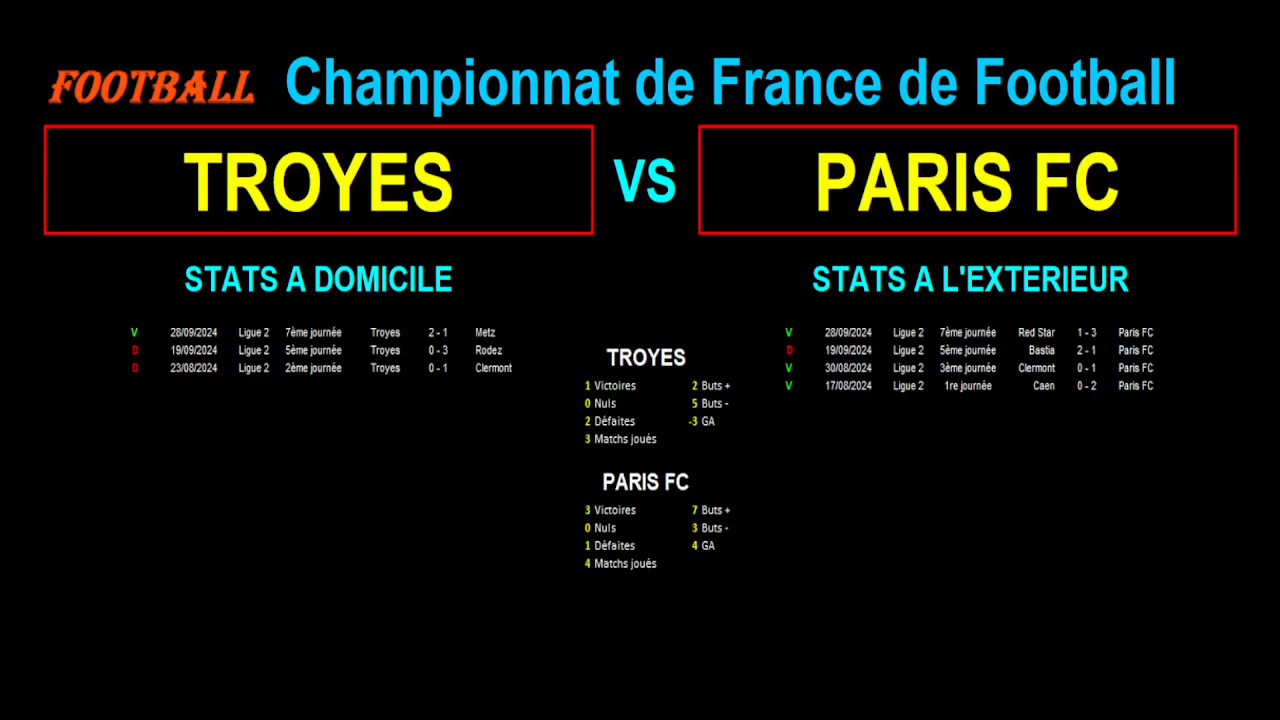 FOOTBALL Championnat de France de Football
TROYES VS PARIS FC
STATS A DOMICILE
V 28/09/2024 Ligue 2 7ème journée Troyes 2 - 1 Metz
D 19/09/2024 Ligue 2 5ème journée Troyes 0 - 3 Rodez
D 23/08/2024 Ligue 2 2ème journée Troyes 0 - 1 Clermont
TROYES
1 Victoires 2 Buts +
0 Nuls 5 Buts -
2 Défaites -3 GA
3 Matchs joués
PARIS FC
3 Victoires 7 Buts +
0 Nuls 3 Buts -
1 Défaites 4 GA
4 Matchs joués
STATS A L'EXTERIEUR
V 28/09/2024 Ligue 2 7ème journée Red Star 1 - 3 Paris FC
D 19/09/2024 Ligue 2 5ème journée Bastia 2 - 1 Paris FC
V 30/08/2024 Ligue 2 3ème journée Clermont 0 - 1 Paris FC
V 17/08/2024 Ligue 2 1re journée Caen 0 - 2 Paris FC